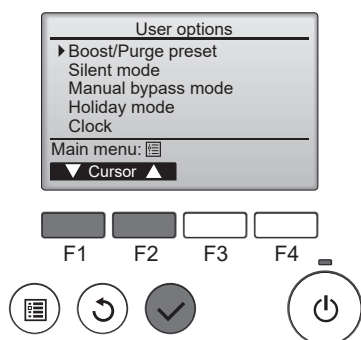 User options
Boost/Purge preset
Silent mode
Manual bypass mode
Holiday mode
Clock
Main menu:
▼ Cursor ▲
F1 F2 F3 F4